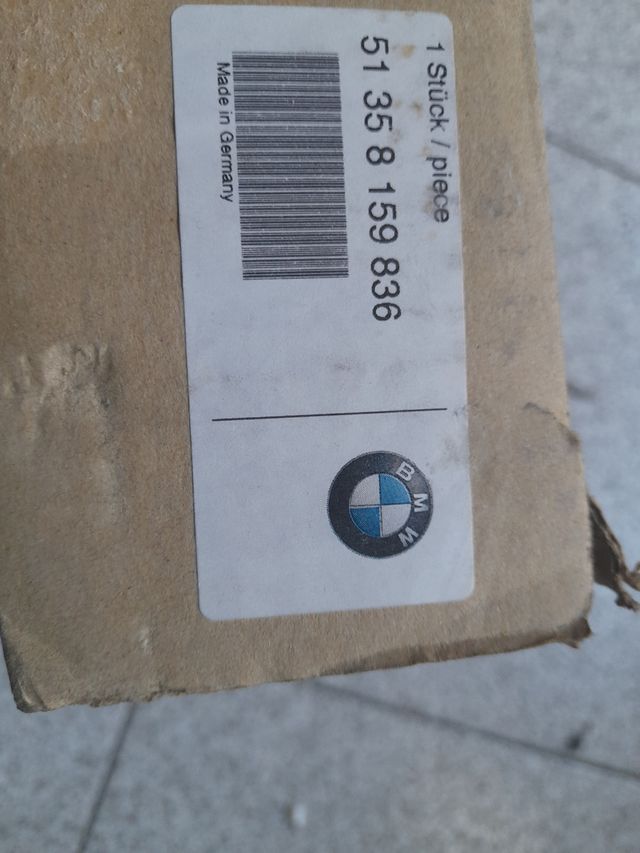 1 Stück / piece
51 35 8 159 836
Made in Germany
BMW